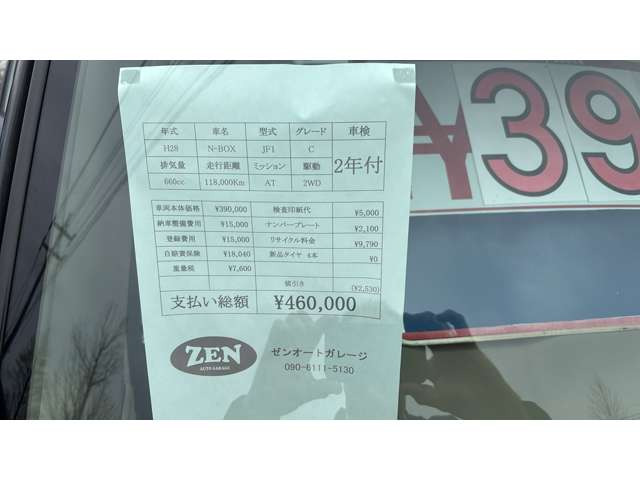 年式 車名 型式 グレード 車検
H28 N-BOX JF1 C 2年付
排気量 走行距離 ミッション 駆動
660cc 118,000Km AT 2WD
車両本体価格 ¥390,000 検査印紙代 ¥5,000
納車整備費用 ¥15,000 ナンバープレート ¥2,100
登録費用 ¥15,000 リサイクル料金 ¥9,790
自賠責保険 ¥18,040 新品タイヤ 4本 ¥0
重量税 ¥7,600
値引き (¥2,530)
支払い総額 ¥460,000
ZEN
AUTO GARAGE
ゼンオートガレージ
090-6111-5130
¥39